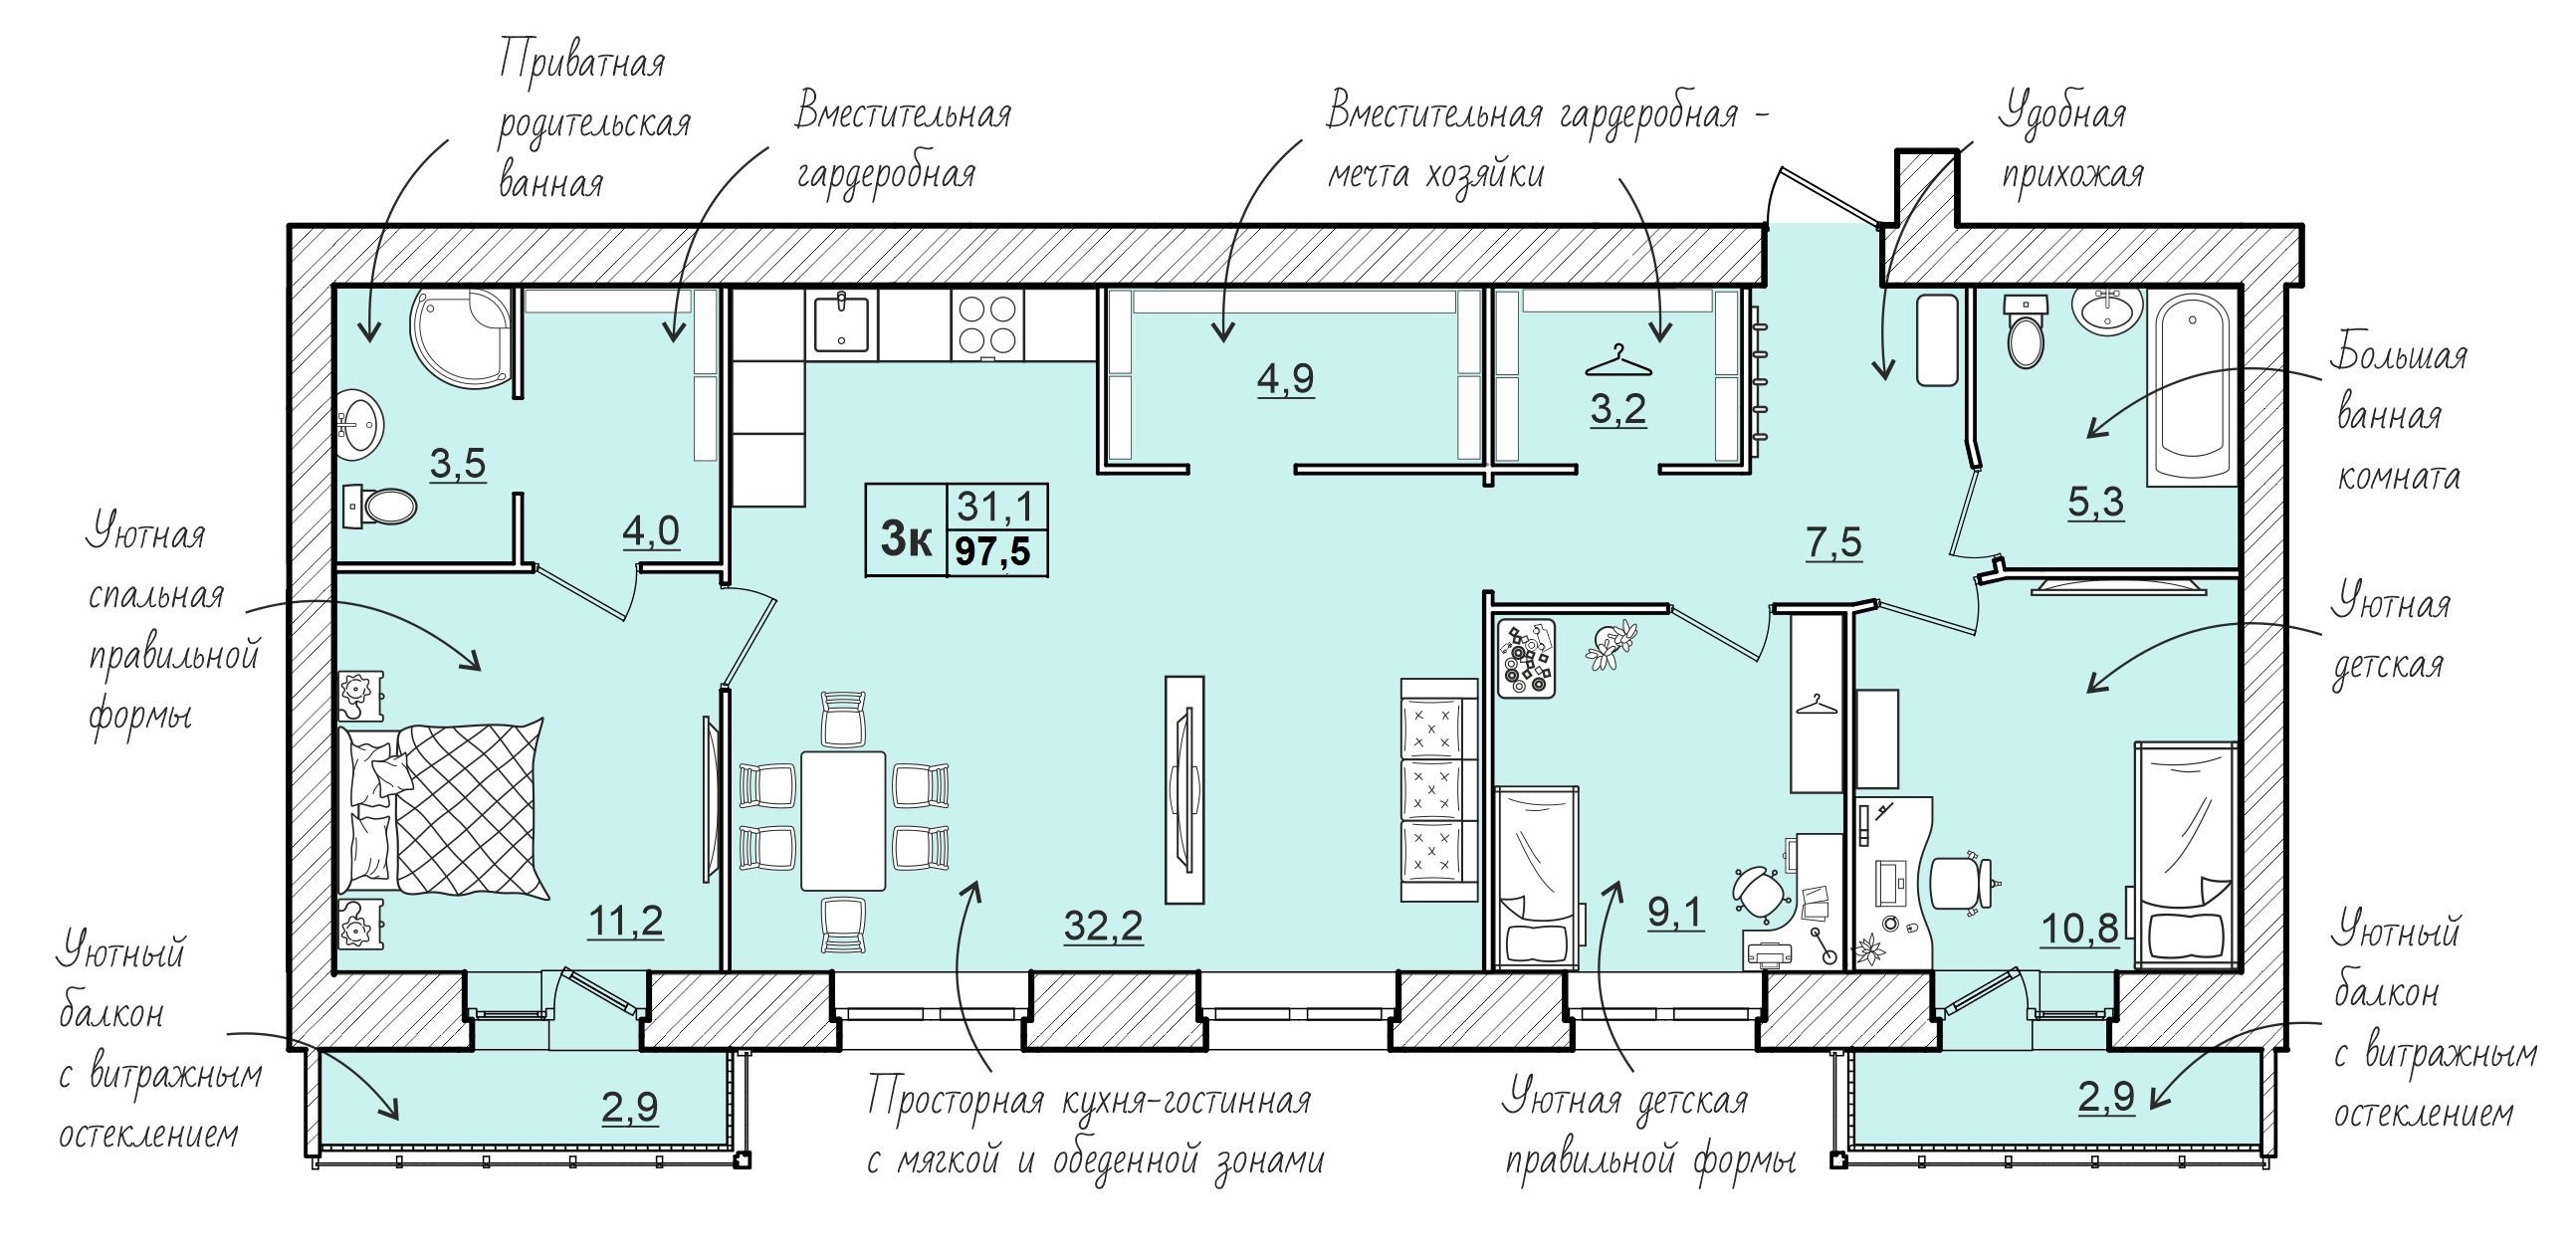 Приватная
родительская
ванная
Вместительная
гардеробная
Вместительная гардеробная -
мечта хозяйки
Удобная
прихожая
Большая
ванная
комната
Уютная
спальная
правильной
формы
Уютная
детская
3,5
4,0
4,9
3,2
7,5
5,3
3к
31,1
97,5
11,2
32,2
9,1
10,8
Уютный
балкон
с витражным
остеклением
2,9
Просторная кухня-гостинная
с мягкой и обеденной зонами
Уютная детская
правильной формы
2,9
Уютный
балкон
с витражным
остеклением